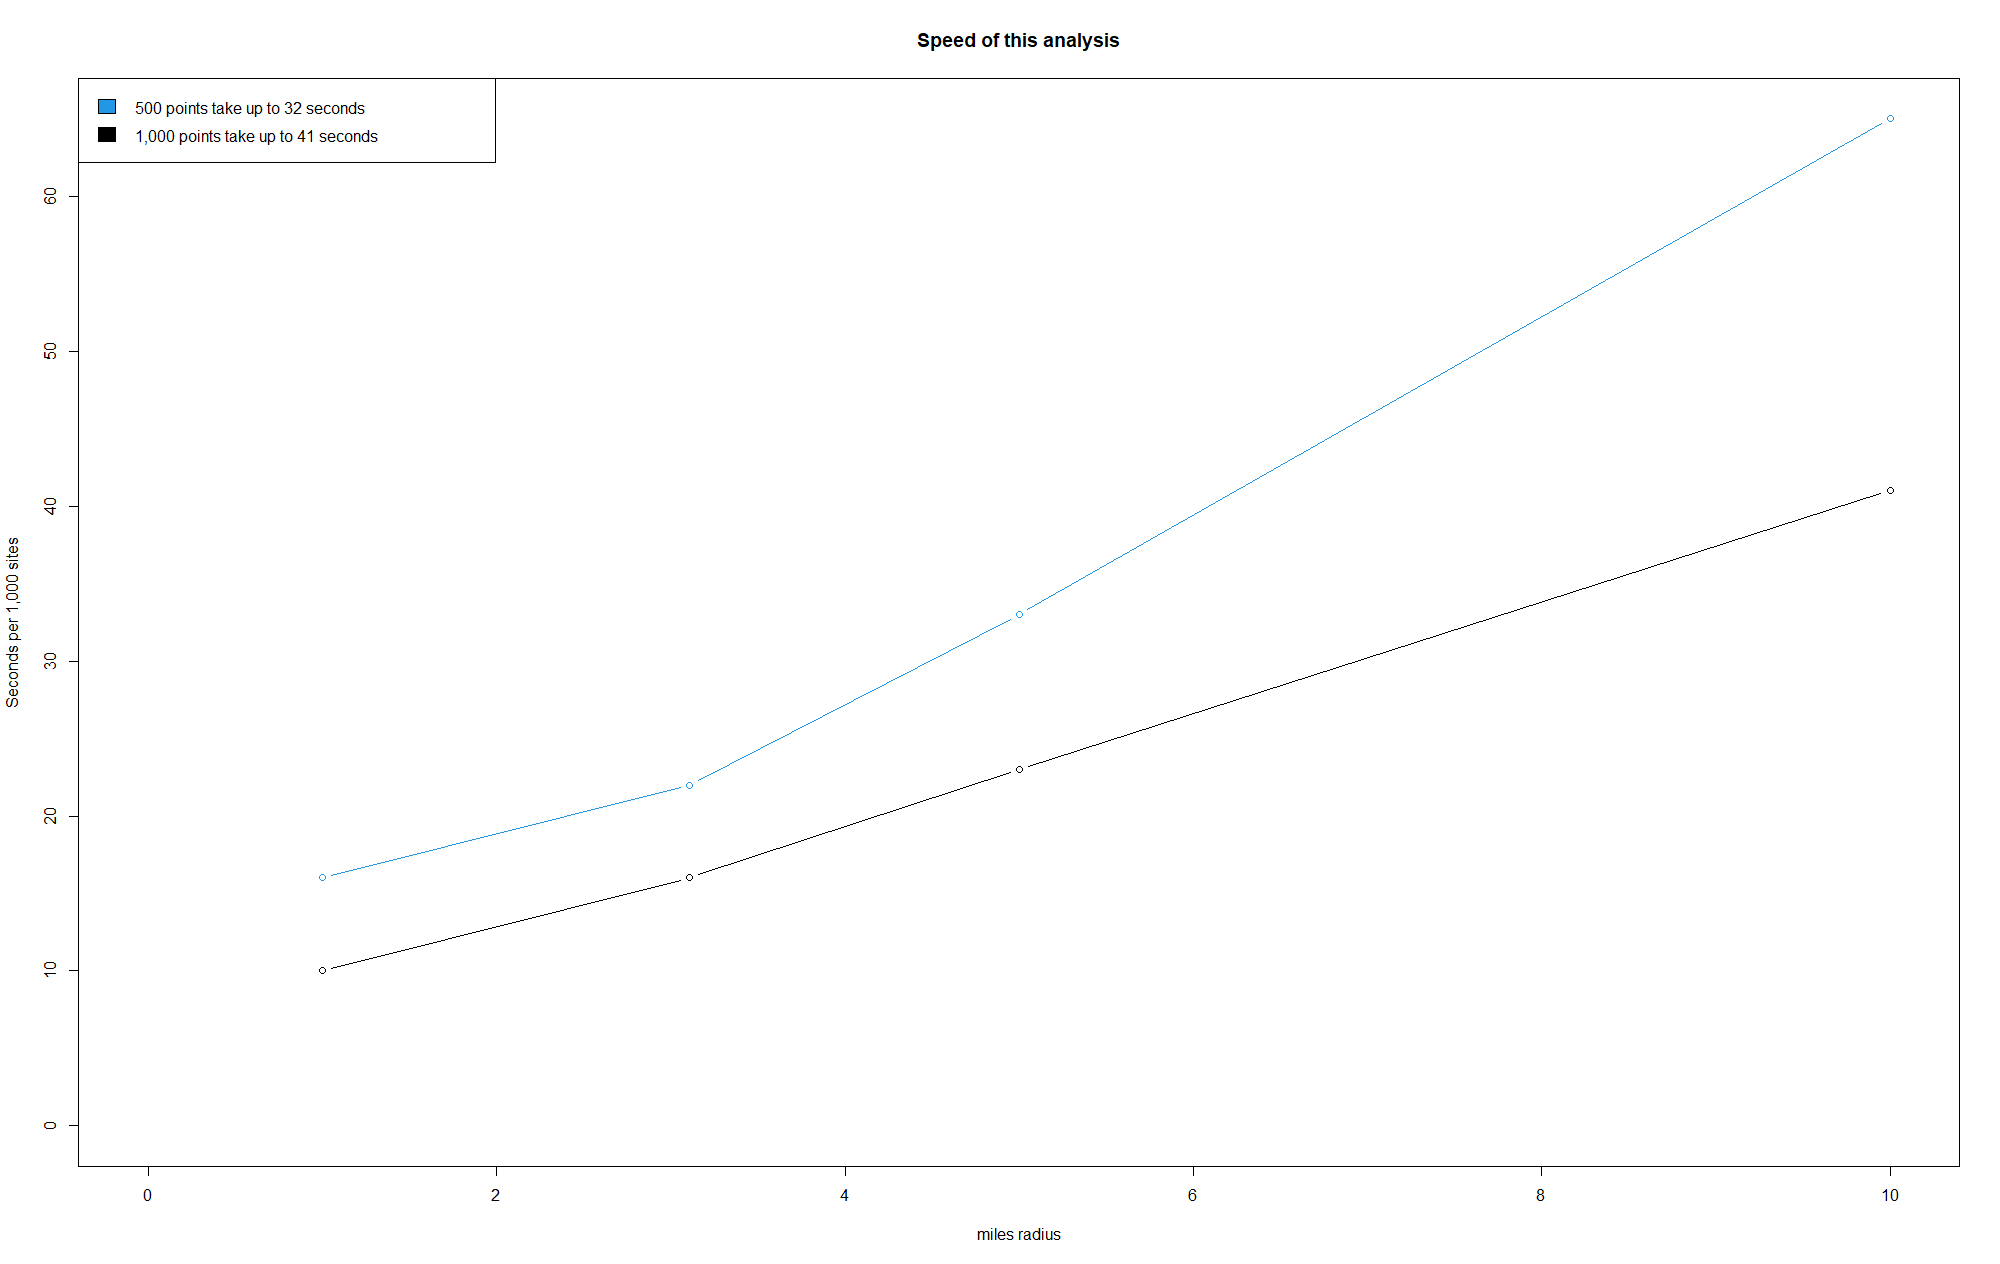 Speed of this analysis
500 points take up to 32 seconds
1,000 points take up to 41 seconds
Seconds per 1,000 sites
60
50
40
30
20
10
0
0 2 4 6 8 10
miles radius